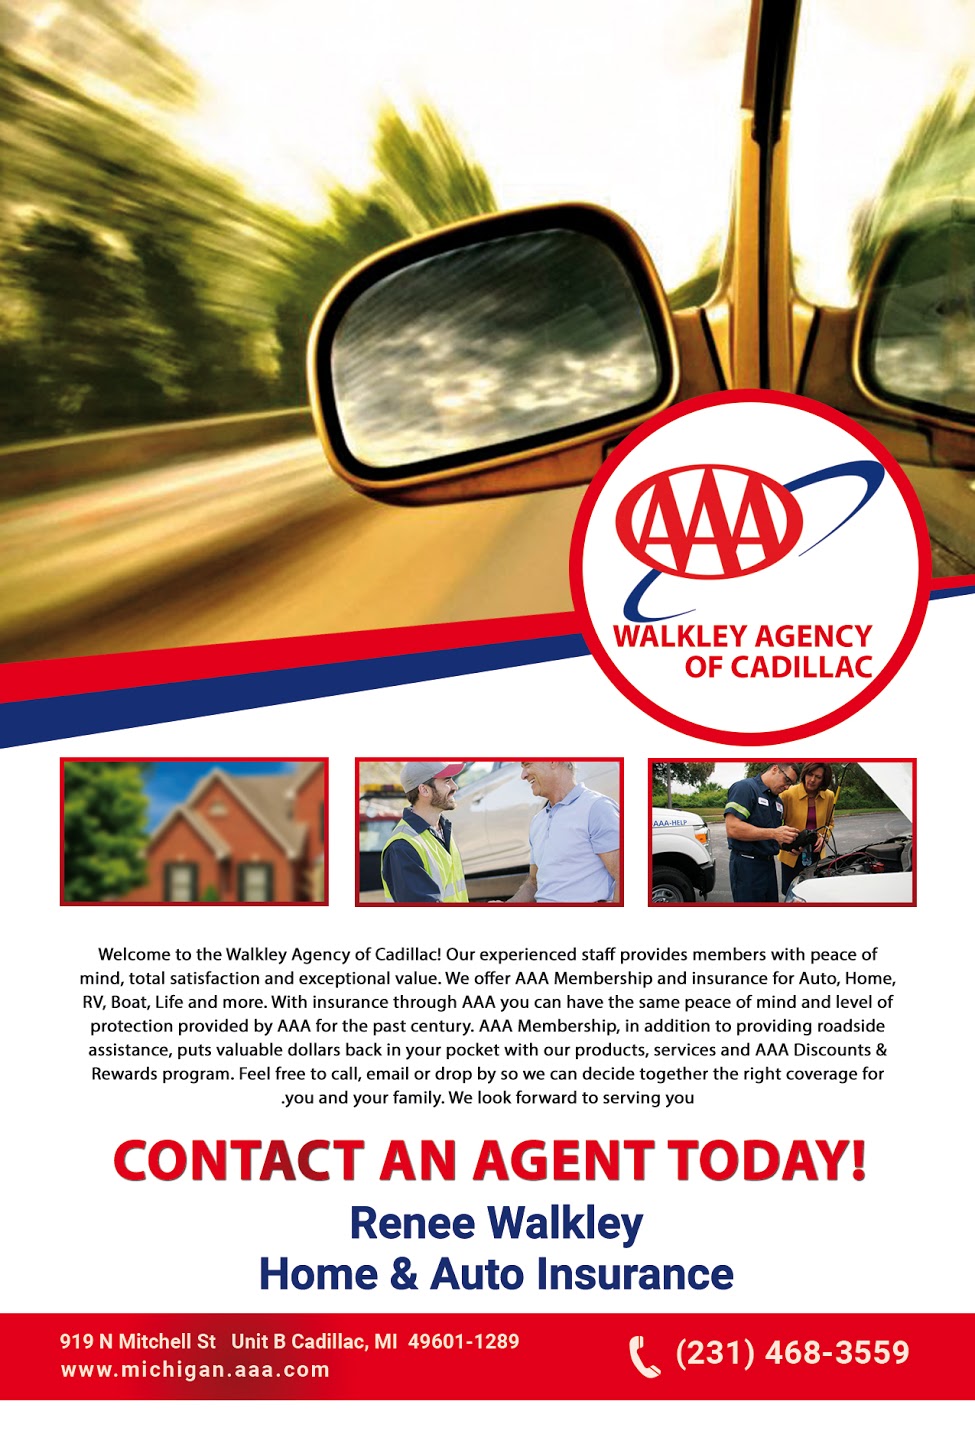 AAA
WALKLEY AGENCY
OF CADILLAC
AAA-HELP
Welcome to the Walkley Agency of Cadillac! Our experienced staff provides members with peace of
mind, total satisfaction and exceptional value. We offer AAA Membership and insurance for Auto, Home,
RV, Boat, Life and more. With insurance through AAA you can have the same peace of mind and level of
protection provided by AAA for the past century. AAA Membership, in addition to providing roadside
assistance, puts valuable dollars back in your pocket with our products, services and AAA Discounts &
Rewards program. Feel free to call, email or drop by so we can decide together the right coverage for
.you and your family. We look forward to serving you
CONTACT AN AGENT TODAY!
Renee Walkley
Home & Auto Insurance
919 N Mitchell St Unit B Cadillac, MI 49601-1289
www.michigan.aaa.com
(231) 468-3559